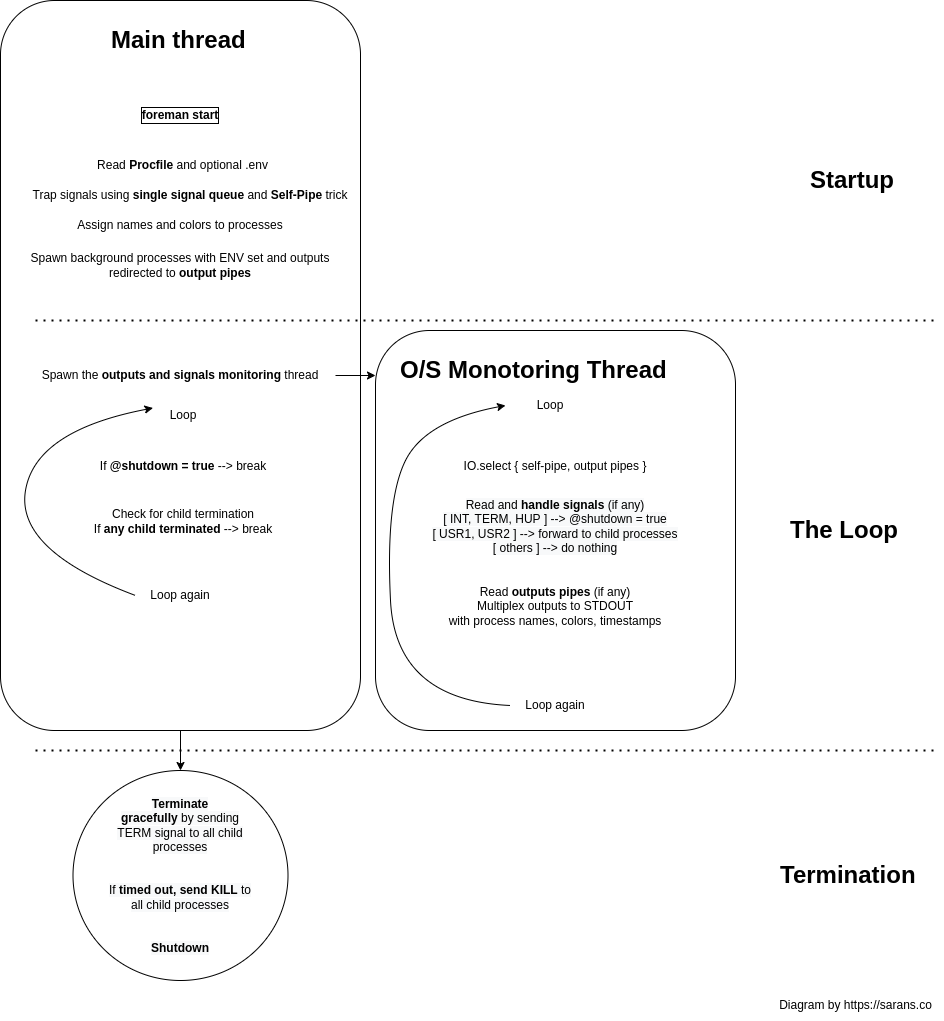 Main thread
foreman start
Read Procfile and optional .env
Trap signals using single signal queue and Self-Pipe trick
Assign names and colors to processes
Spawn background processes with ENV set and outputs
redirected to output pipes
Startup
Spawn the outputs and signals monitoring thread
Loop
If @shutdown = true --> break
Check for child termination
If any child terminated --> break
Loop again
O/S Monotoring Thread
Loop
IO.select { self-pipe, output pipes }
Read and handle signals (if any)
[ INT, TERM, HUP ] --> @shutdown = true
[ USR1, USR2 ] --> forward to child processes
[ others ] --> do nothing
Read outputs pipes (if any)
Multiplex outputs to STDOUT
with process names, colors, timestamps
Loop again
The Loop
Terminate
gracefully by sending
TERM signal to all child
processes
If timed out, send KILL to
all child processes
Shutdown
Termination
Diagram by https://sarans.co